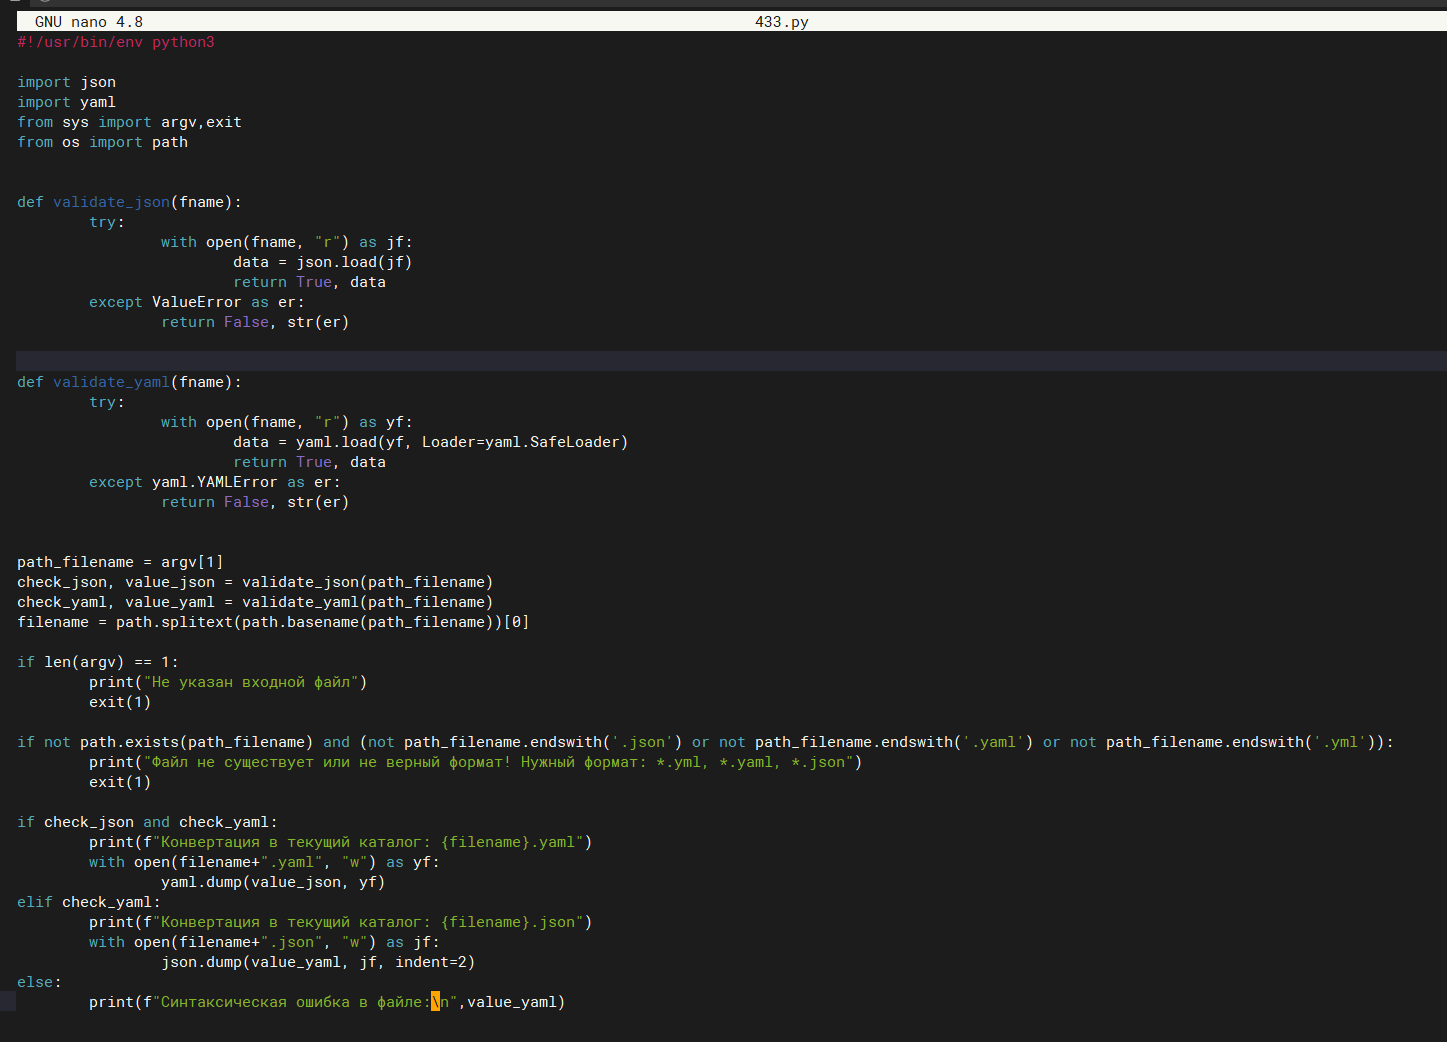 GNU nano 4.8 433.py
#!/usr/bin/env python3

import json
import yaml
from sys import argv,exit
from os import path


def validate_json(fname):
        try:
                with open(fname, "r") as jf:
                        data = json.load(jf)
                        return True, data
        except ValueError as er:
                return False, str(er)


def validate_yaml(fname):
        try:
                with open(fname, "r") as yf:
                        data = yaml.load(yf, Loader=yaml.SafeLoader)
                        return True, data
        except yaml.YAMLError as er:
                return False, str(er)


path_filename = argv[1]
check_json, value_json = validate_json(path_filename)
check_yaml, value_yaml = validate_yaml(path_filename)
filename = path.splitext(path.basename(path_filename))[0]

if len(argv) == 1:
        print("Не указан входной файл")
        exit(1)

if not path.exists(path_filename) and (not path_filename.endswith('.json') or not path_filename.endswith('.yaml') or not path_filename.endswith('.yml')):
        print("Файл не существует или не верный формат! Нужный формат: *.yml, *.yaml, *.json")
        exit(1)

if check_json and check_yaml:
        print(f"Конвертация в текущий каталог: {filename}.yaml")
        with open(filename+".yaml", "w") as yf:
                yaml.dump(value_json, yf)
elif check_yaml:
        print(f"Конвертация в текущий каталог: {filename}.json")
        with open(filename+".json", "w") as jf:
                json.dump(value_yaml, jf, indent=2)
else:
        print(f"Синтаксическая ошибка в файле:\n",value_yaml)